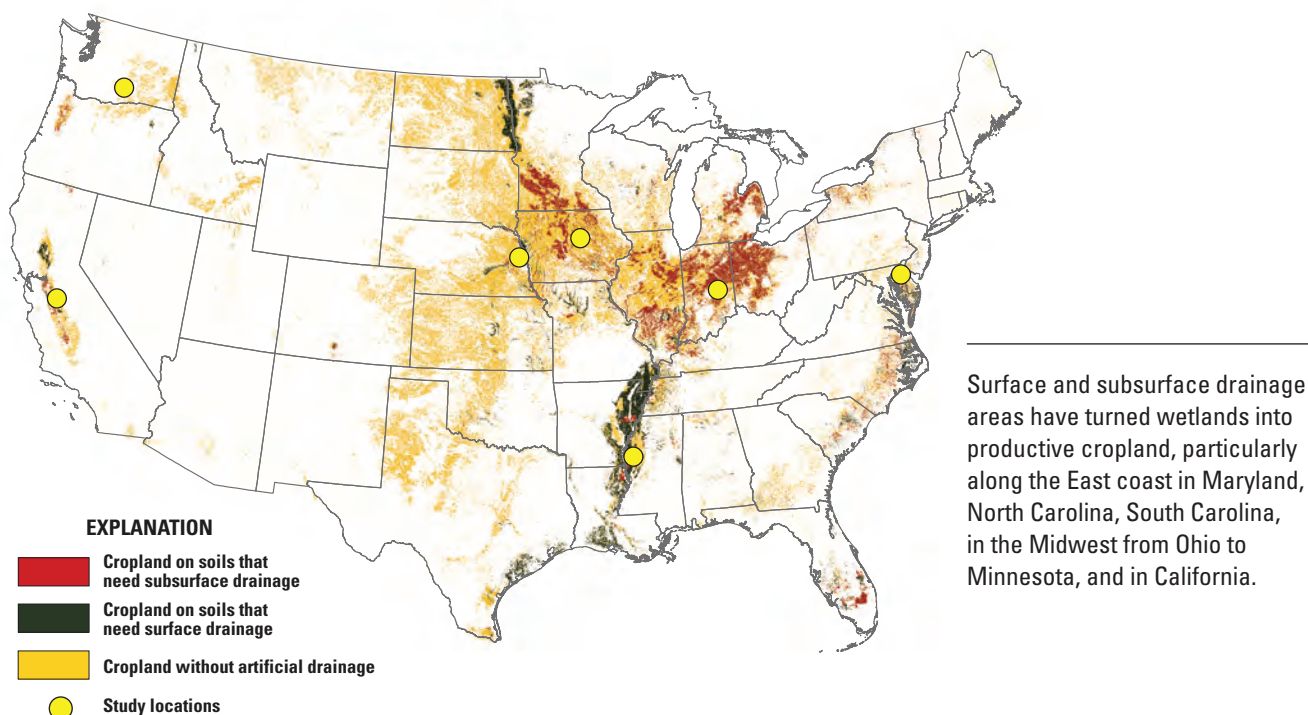 Surface and subsurface drainage
areas have turned wetlands into
productive cropland, particularly
along the East coast in Maryland,
North Carolina, South Carolina,
in the Midwest from Ohio to
Minnesota, and in California.
EXPLANATION
Cropland on soils that
need subsurface drainage
Cropland on soils that
need surface drainage
Cropland without artificial drainage
Study locations